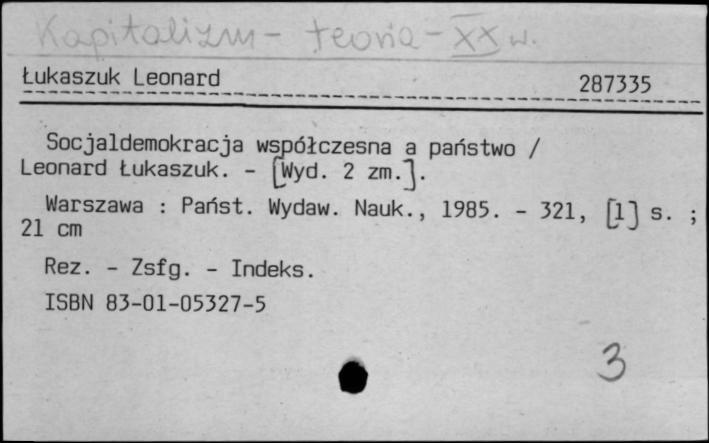 Kapitalizm - teoria - XX w.
Łukaszuk Leonard 287335
Socjaldemokracja współczesna a państwo /
Leonard Łukaszuk. - [Wyd. 2 zm.].
Warszawa : Państ. Wydaw. Nauk., 1985. - 321, [1] s. ;
21 cm
Rez. - Zsfg. - Indeks.
ISBN 83-01-05327-5
3